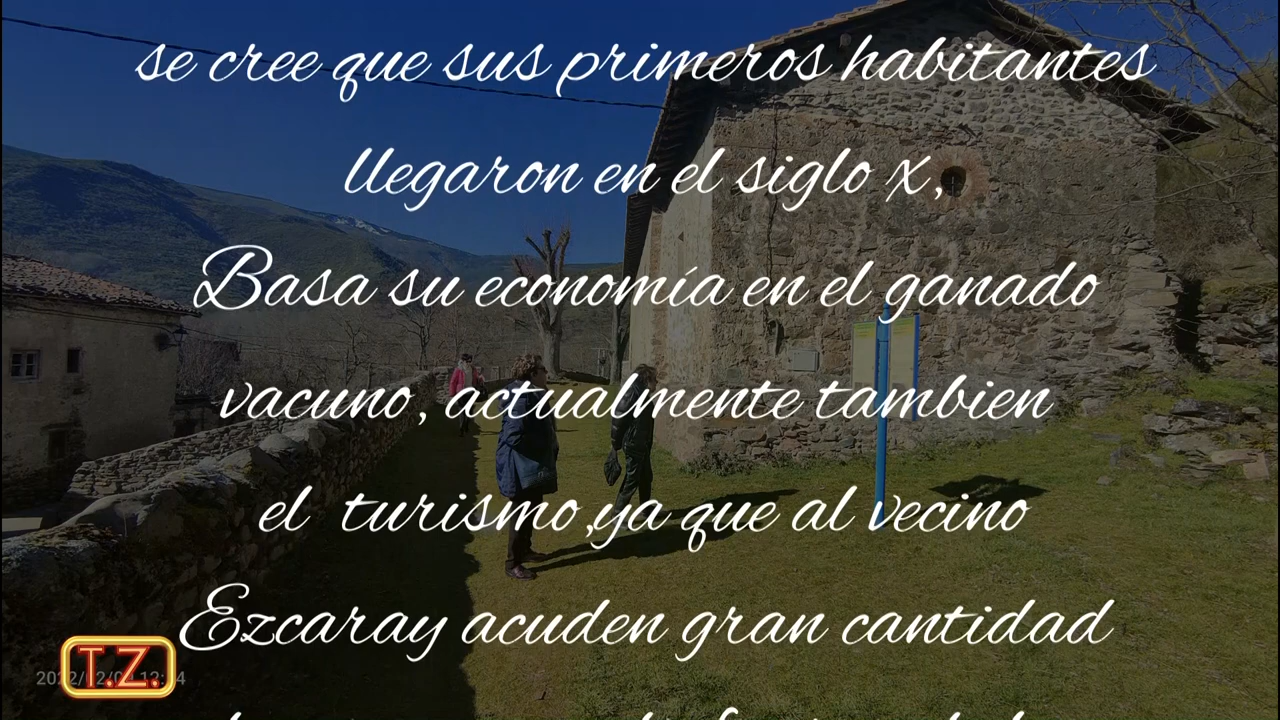 se cree que sus primeros habitantes
llegaron en el siglo x,
Basa su economía en el ganado
vacuno, actualmente tambien
el turismo,ya que al vecino
Ezcaray acuden gran cantidad
T.Z.